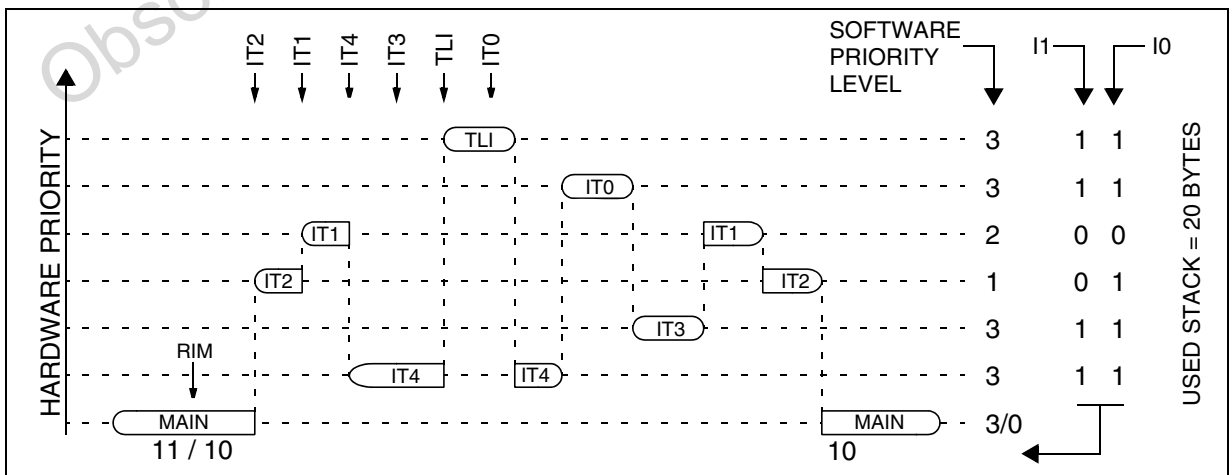 Obso
IT2
IT1
IT4
IT3
TLI
IT0
SOFTWARE
PRIORITY
LEVEL
I1
I0
HARDWARE PRIORITY
TLI
3
1 1
IT0
3
1 1
IT1
IT1
2
0 0
IT2
IT2
1
0 1
IT3
3
1 1
RIM
IT4
IT4
3
1 1
MAIN
MAIN
3/0
11 / 10
10
USED STACK = 20 BYTES